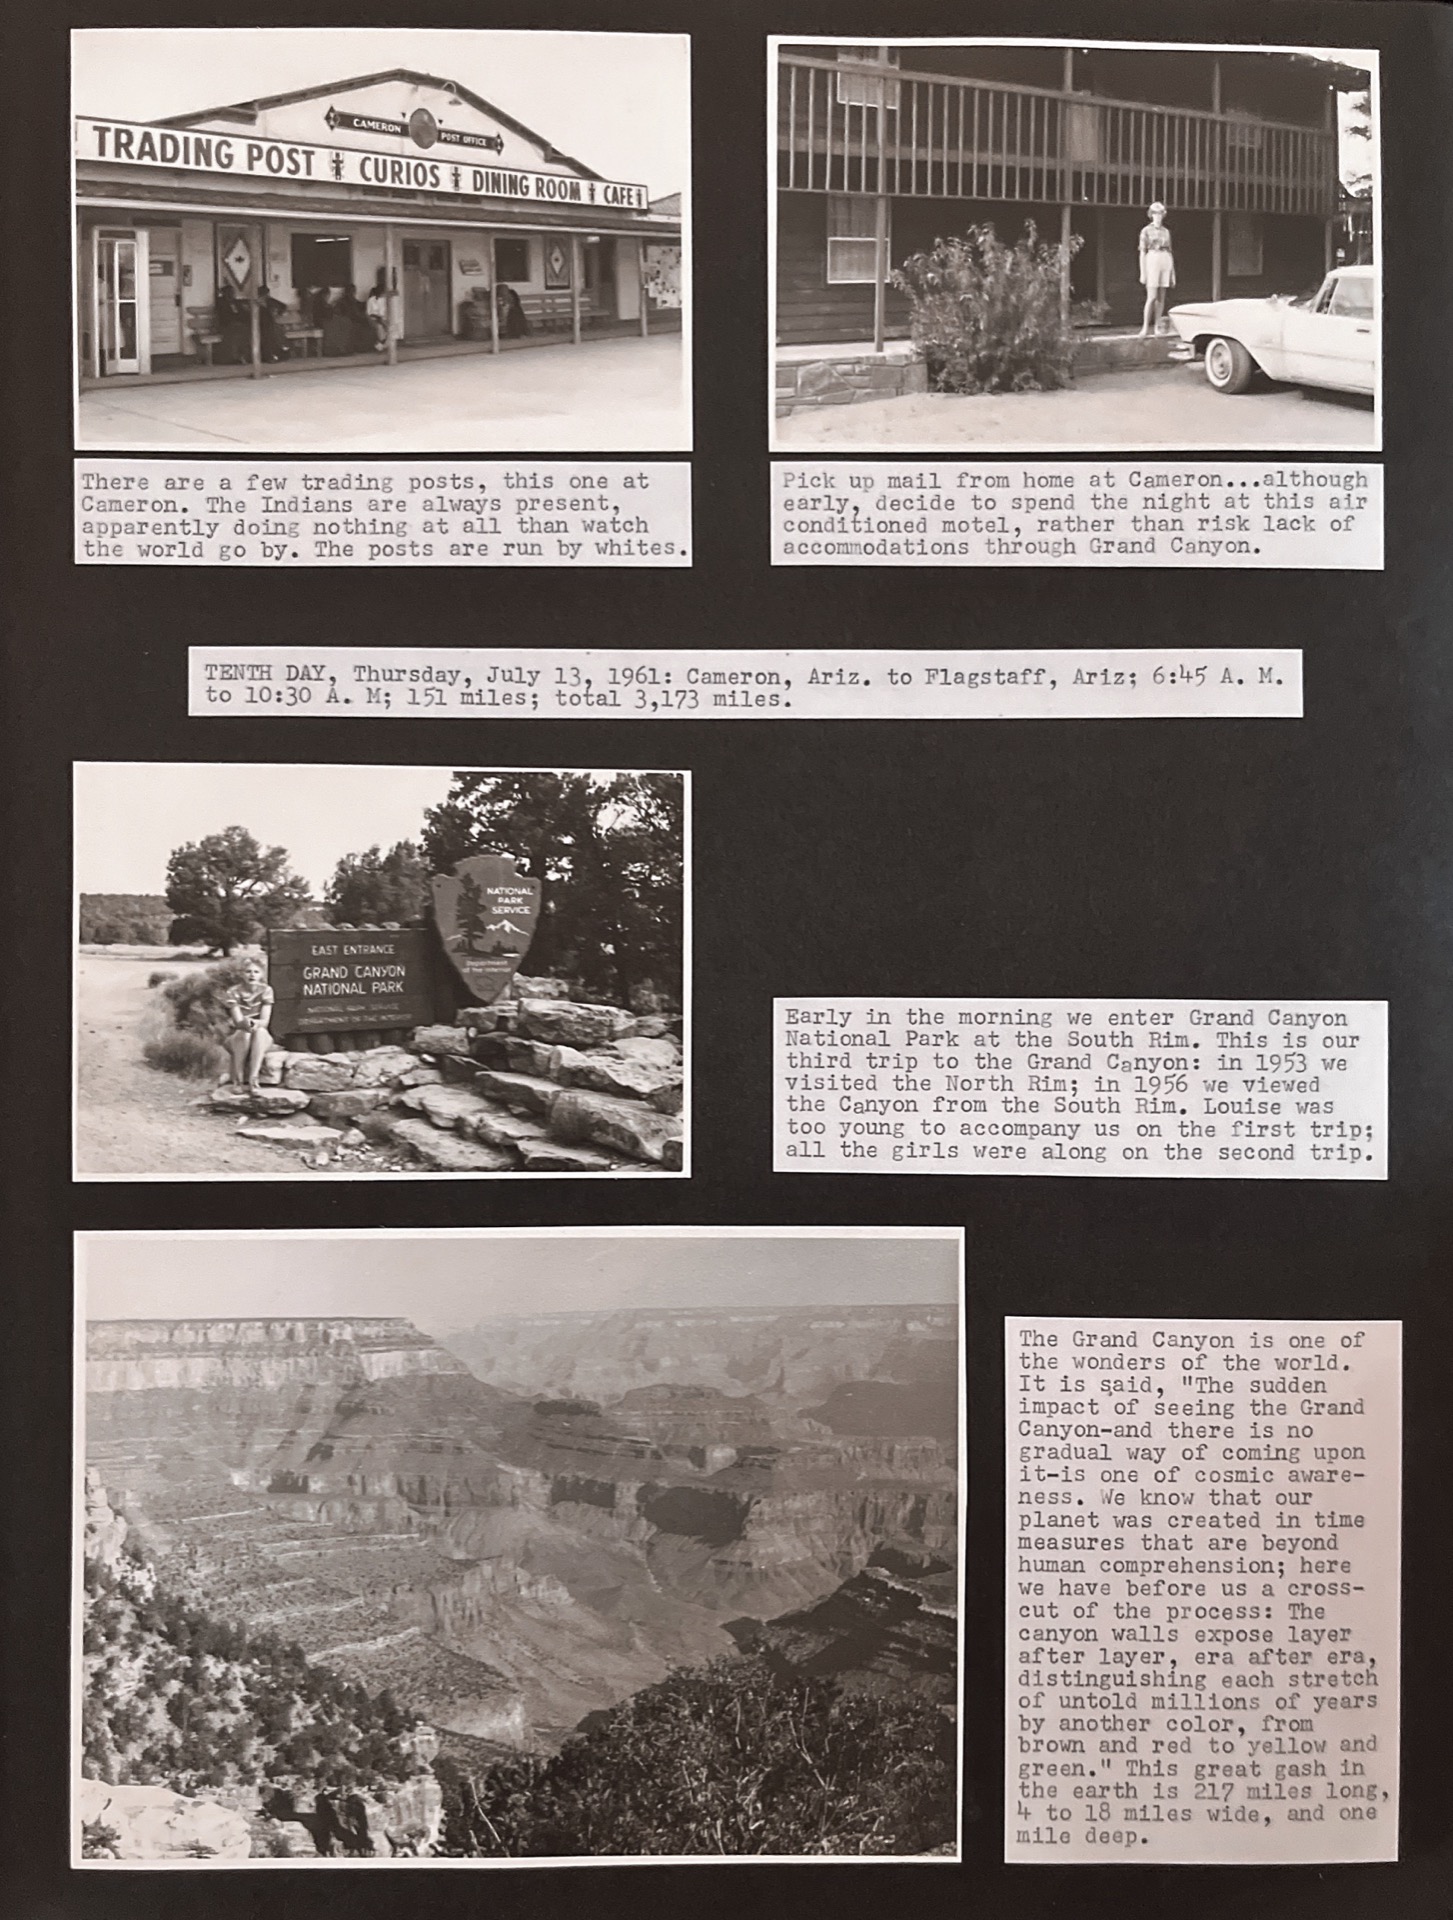 CAMERON POST OFFICE
TRADING POST CURIOS DINING ROOM CAFE
There are a few trading posts, this one at
Cameron. The Indians are always present,
apparently doing nothing at all than watch
the world go by. The posts are run by whites.
Pick up mail from home at Cameron...although
early, decide to spend the night at this air
conditioned motel, rather than risk lack of
accommodations through Grand Canyon.
TENTH DAY, Thursday, July 13, 1961: Cameron, Ariz. to Flagstaff, Ariz; 6:45 A. M.
to 10:30 A. M; 151 miles; total 3,173 miles.
EAST ENTRANCE
GRAND CANYON
NATIONAL PARK
NATIONAL PARK SERVICE
DEPARTMENT OF THE INTERIOR
NATIONAL
PARK
SERVICE
Department
of the Interior
Early in the morning we enter Grand Canyon
National Park at the South Rim. This is our
third trip to the Grand Canyon: in 1953 we
visited the North Rim; in 1956 we viewed
the Canyon from the South Rim. Louise was
too young to accompany us on the first trip;
all the girls were along on the second trip.
The Grand Canyon is one of
the wonders of the world.
It is said, "The sudden
impact of seeing the Grand
Canyon-and there is no
gradual way of coming upon
it-is one of cosmic aware-
ness. We know that our
planet was created in time
measures that are beyond
human comprehension; here
we have before us a cross-
cut of the process: The
canyon walls expose layer
after layer, era after era,
distinguishing each stretch
of untold millions of years
by another color, from
brown and red to yellow and
green." This great gash in
the earth is 217 miles long,
4 to 18 miles wide, and one
mile deep.